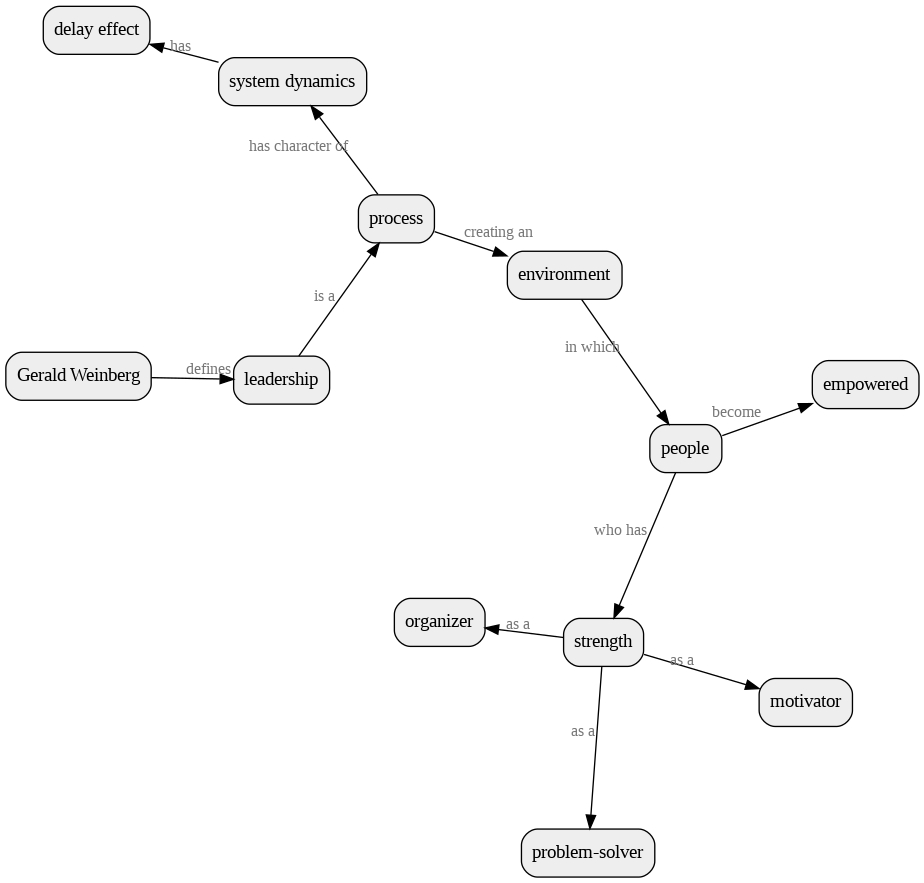 delay effect
has
system dynamics
has character of
process
creating an
environment
is a
in which
Gerald Weinberg
defines
leadership
empowered
become
people
who has
organizer
as a
strength
as a
motivator
as a
problem-solver